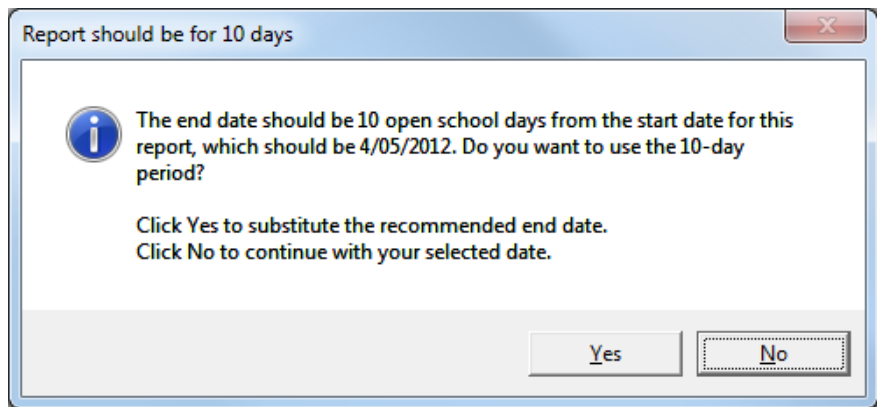 Report should be for 10 days
The end date should be 10 open school days from the start date for this
report, which should be 4/05/2012. Do you want to use the 10-day
period?
Click Yes to substitute the recommended end date.
Click No to continue with your selected date.
Yes
No